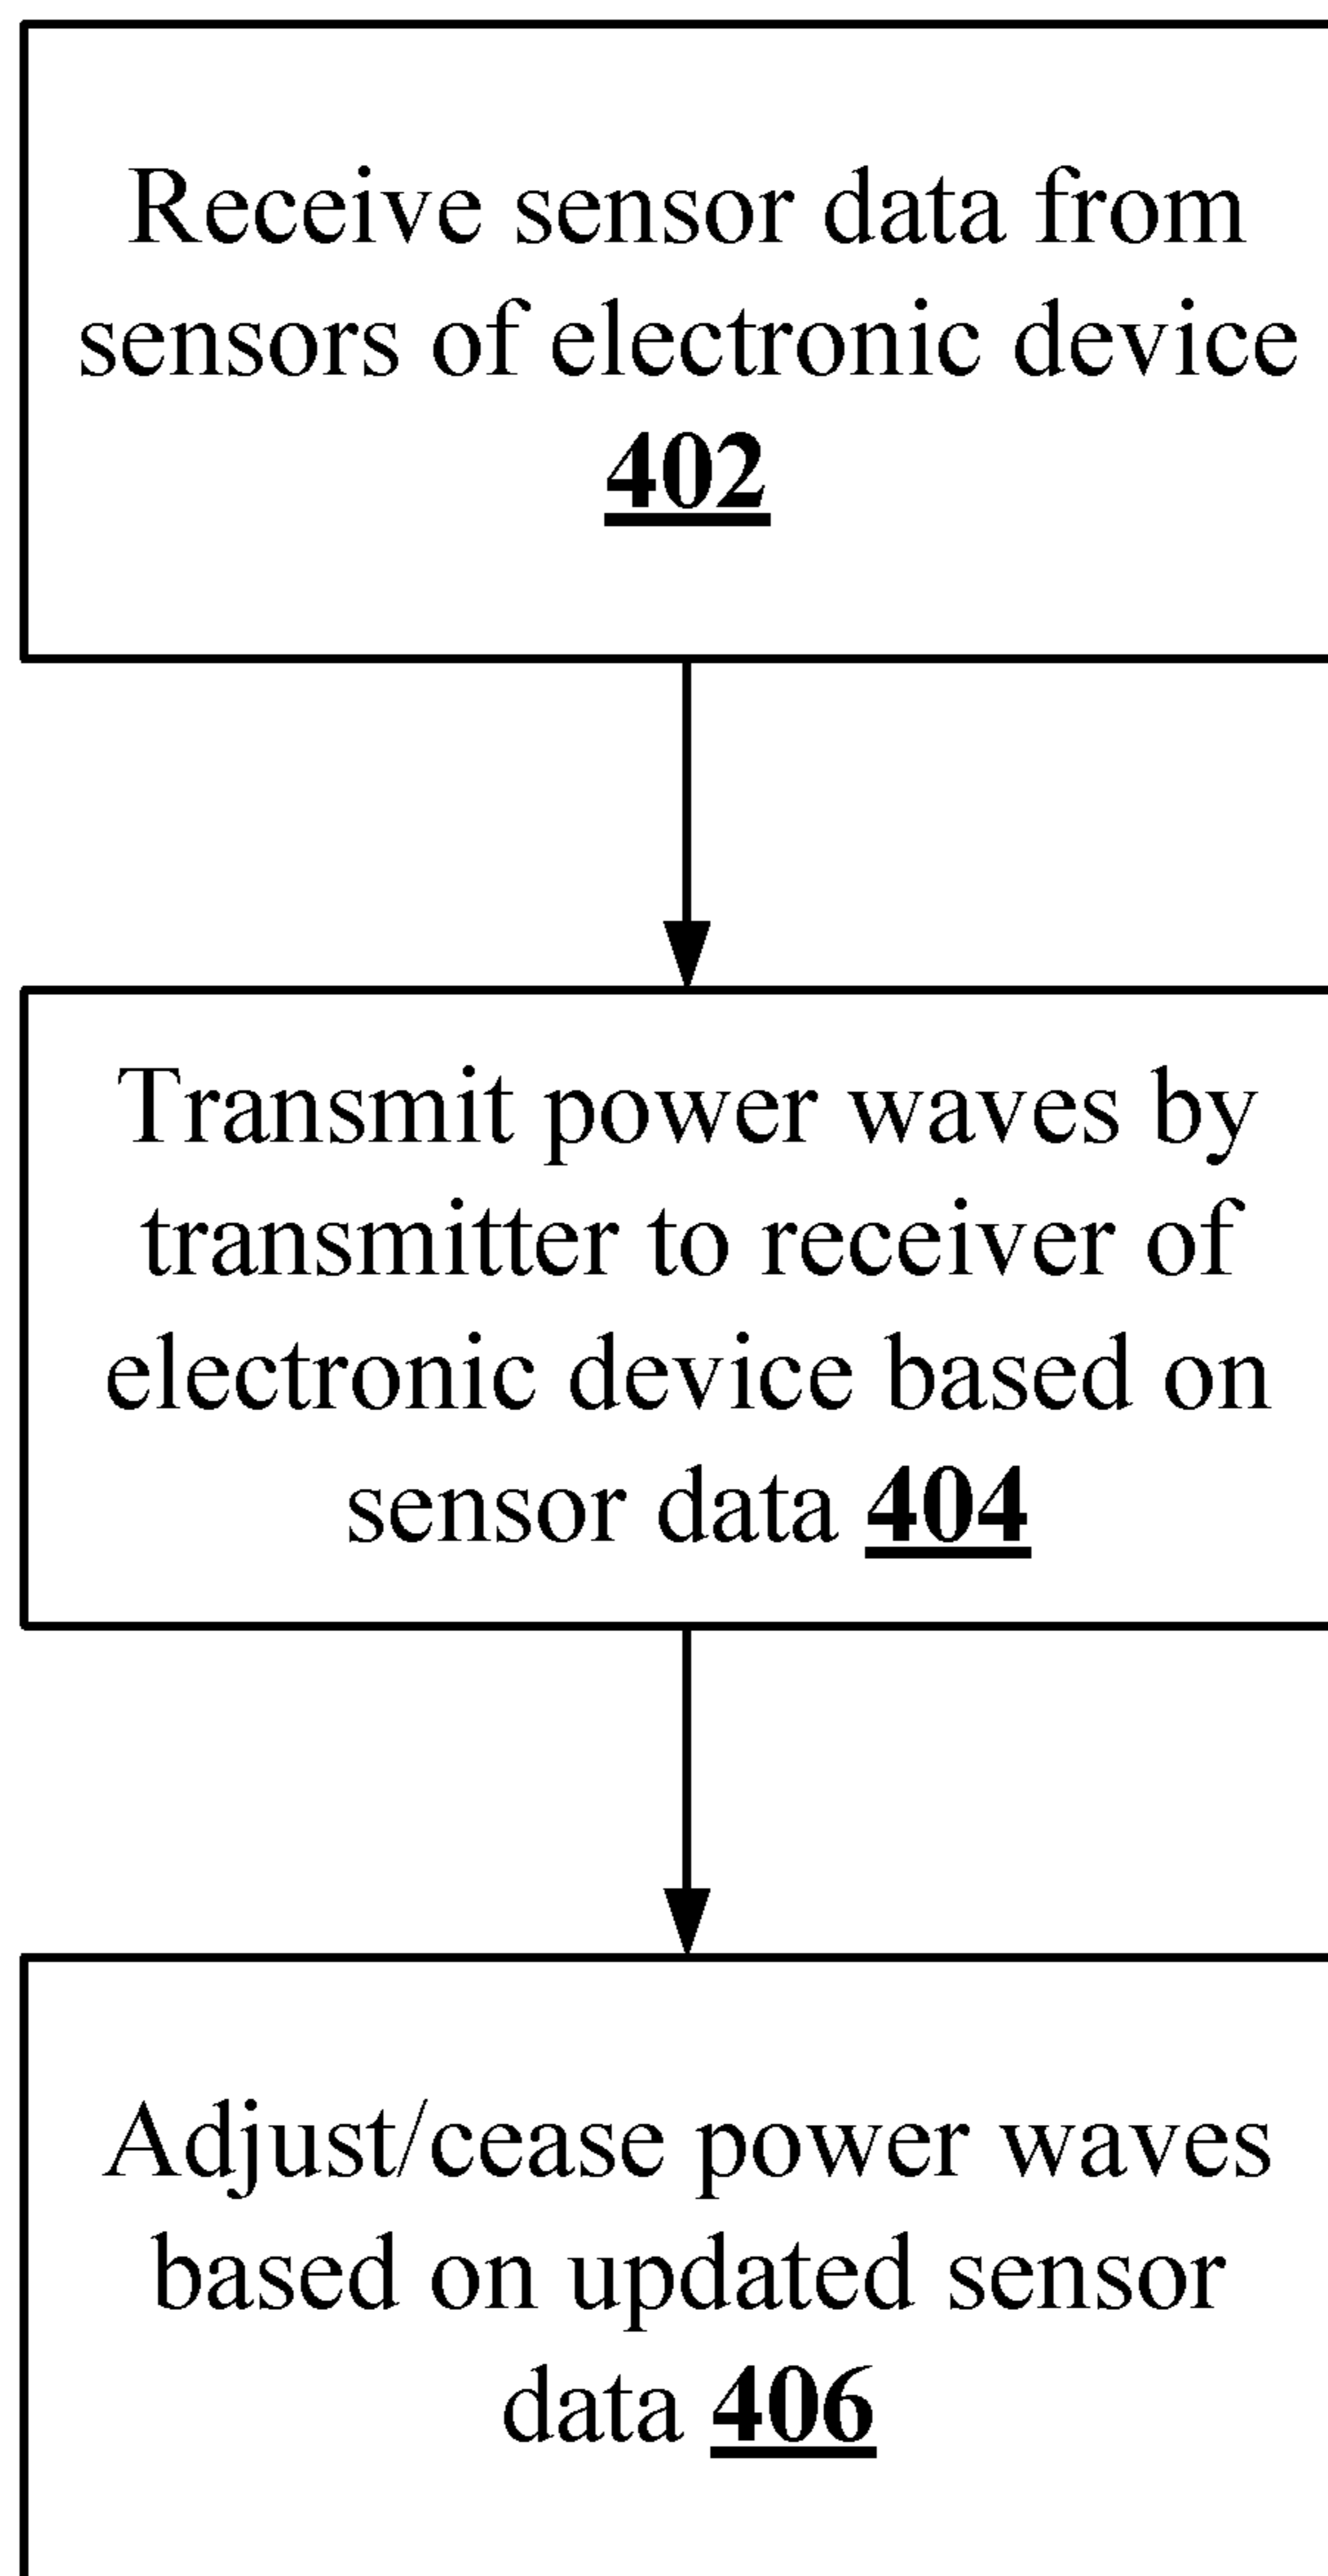 Receive sensor data from
sensors of electronic device
402
Transmit power waves by
transmitter to receiver of
electronic device based on
sensor data 404
Adjust/cease power waves
based on updated sensor
data 406